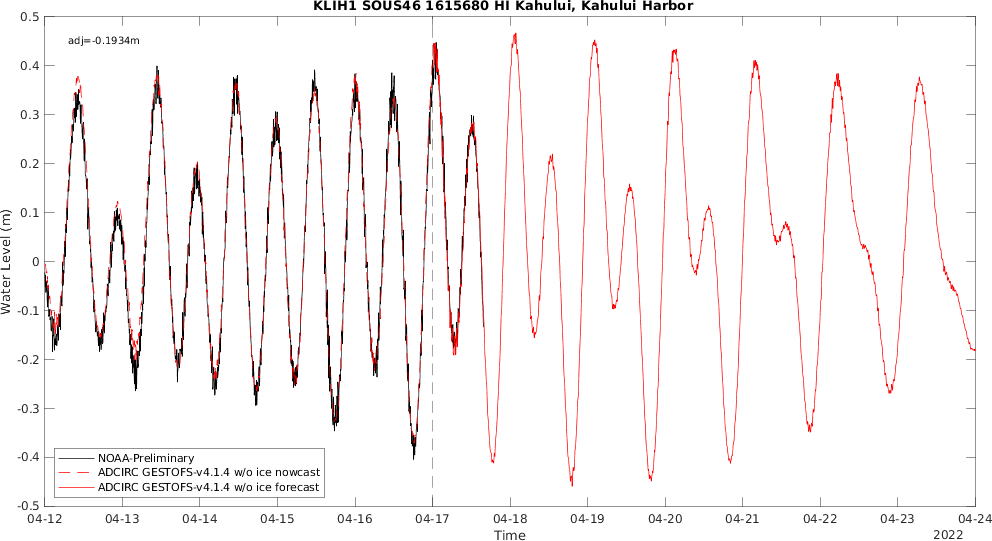 KLIH1 SOUS46 1615680 HI Kahului, Kahului Harbor
adj=-0.1934m
0.5
0.4
0.3
0.2
0.1
0
-0.1
-0.2
-0.3
-0.4
-0.5
Water Level (m)
NOAA-Preliminary
ADCIRC GESTOFS-v4.1.4 w/o ice nowcast
ADCIRC GESTOFS-v4.1.4 w/o ice forecast
04-12 04-13 04-14 04-15 04-16 04-17 04-18 04-19 04-20 04-21 04-22 04-23 04-24
Time
2022